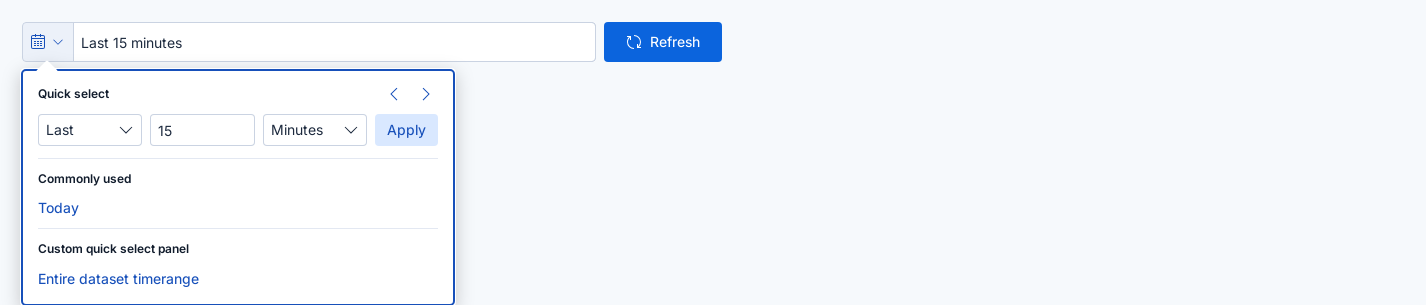 Last 15 minutes
Refresh
Quick select
Last
15
Minutes
Apply
Commonly used
Today
Custom quick select panel
Entire dataset timerange